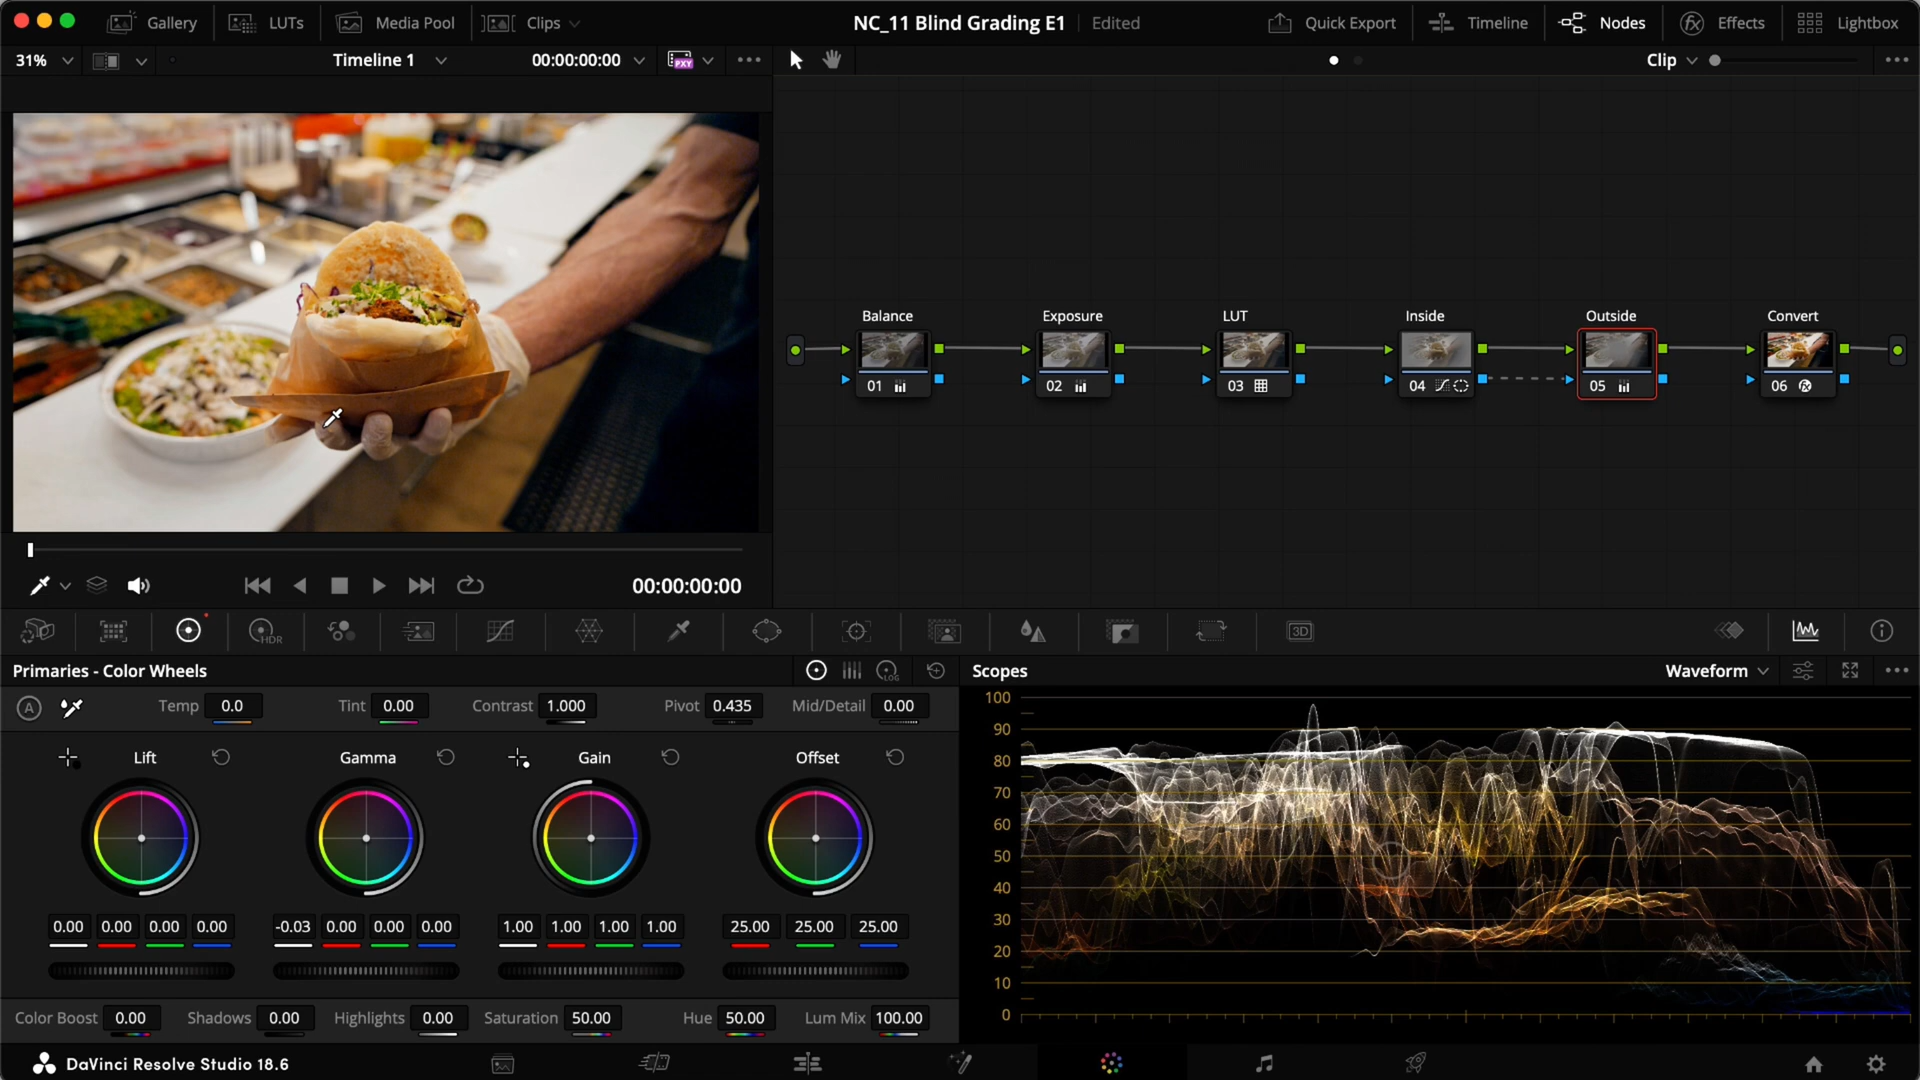 Gallery LUTs Media Pool Clips NC_11 Blind Grading E1 Edited Quick Export Timeline Nodes Effects Lightbox
31% Timeline 1 00:00:00:00 PXY Clip
Balance Exposure LUT Inside Outside Convert
01 02 03 04 05 06
00:00:00:00
HDR 3D
Primaries - Color Wheels LOG Scopes Waveform
A Temp 0.0 Tint 0.00 Contrast 1.000 Pivot 0.435 Mid/Detail 0.00
Lift Gamma Gain Offset
0.00 0.00 0.00 0.00 -0.03 0.00 0.00 0.00 1.00 1.00 1.00 1.00 25.00 25.00 25.00
Color Boost 0.00 Shadows 0.00 Highlights 0.00 Saturation 50.00 Hue 50.00 Lum Mix 100.00
100
90
80
70
60
50
40
30
20
10
0
DaVinci Resolve Studio 18.6